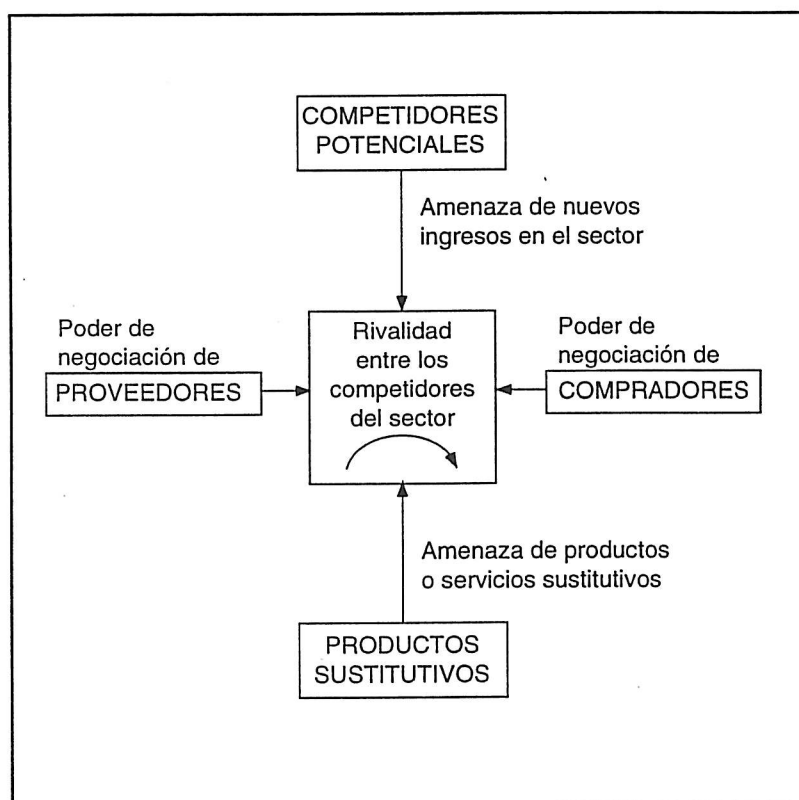 COMPETIDORES
POTENCIALES
Amenaza de nuevos
ingresos en el sector
Poder de
negociación de
PROVEEDORES
Rivalidad
entre los
competidores
del sector
Poder de
negociación de
COMPRADORES
Amenaza de productos
o servicios sustitutivos
PRODUCTOS
SUSTITUTIVOS